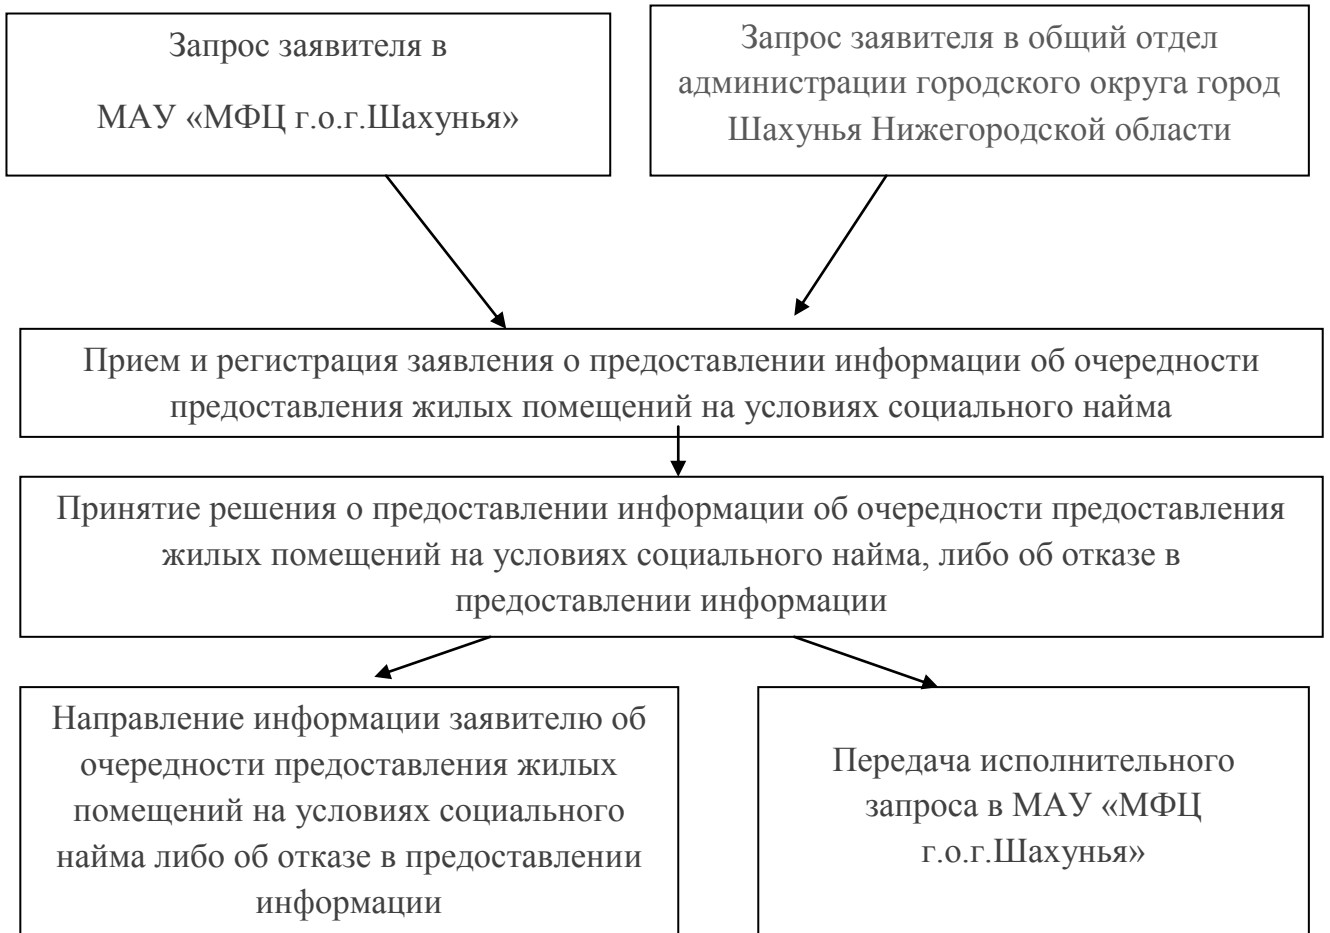 Запрос заявителя в
МАУ «МФЦ г.о.г.Шахунья»
Запрос заявителя в общий отдел
администрации городского округа город
Шахунья Нижегородской области
Прием и регистрация заявления о предоставлении информации об очередности
предоставления жилых помещений на условиях социального найма
Принятие решения о предоставлении информации об очередности предоставления
жилых помещений на условиях социального найма, либо об отказе в
предоставлении информации
Направление информации заявителю об
очередности предоставления жилых
помещений на условиях социального
найма либо об отказе в предоставлении
информации
Передача исполнительного
запроса в МАУ «МФЦ
г.о.г.Шахунья»